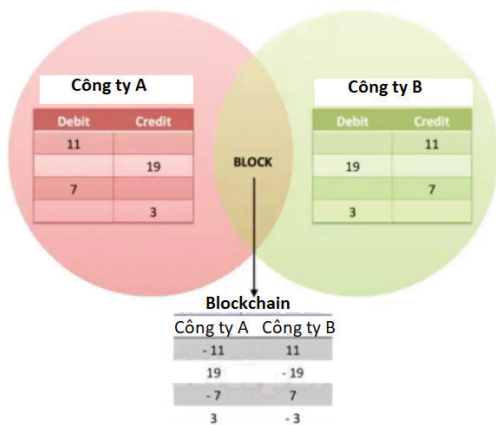 Công ty A
Debit Credit
11
19
7
3
BLOCK
Công ty B
Debit Credit
11
19
7
3
Blockchain
Công ty A Công ty B
- 11 11
19 - 19
- 7 7
3 - 3